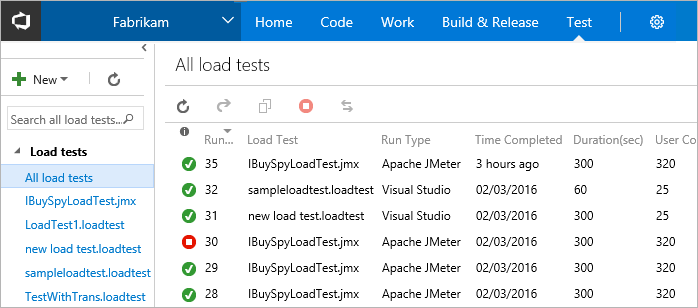 Fabrikam Home Code Work Build & Release Test
New
Search all load tests...
Load tests
All load tests
IBuySpyLoadTest.jmx
LoadTest1.loadtest
new load test.loadtest
sampleloadtest.loadtest
TestWithTrans.loadtest
All load tests
Run... Load Test Run Type Time Completed Duration(sec) User Co
35 IBuySpyLoadTest.jmx Apache JMeter 3 hours ago 300 320
32 sampleloadtest.loadtest Visual Studio 02/03/2016 60 25
31 new load test.loadtest Visual Studio 02/03/2016 300 25
30 IBuySpyLoadTest.jmx Apache JMeter 02/03/2016 300 320
29 IBuySpyLoadTest.jmx Apache JMeter 02/03/2016 300 320
28 IBuySpyLoadTest.jmx Apache JMeter 02/03/2016 300 320